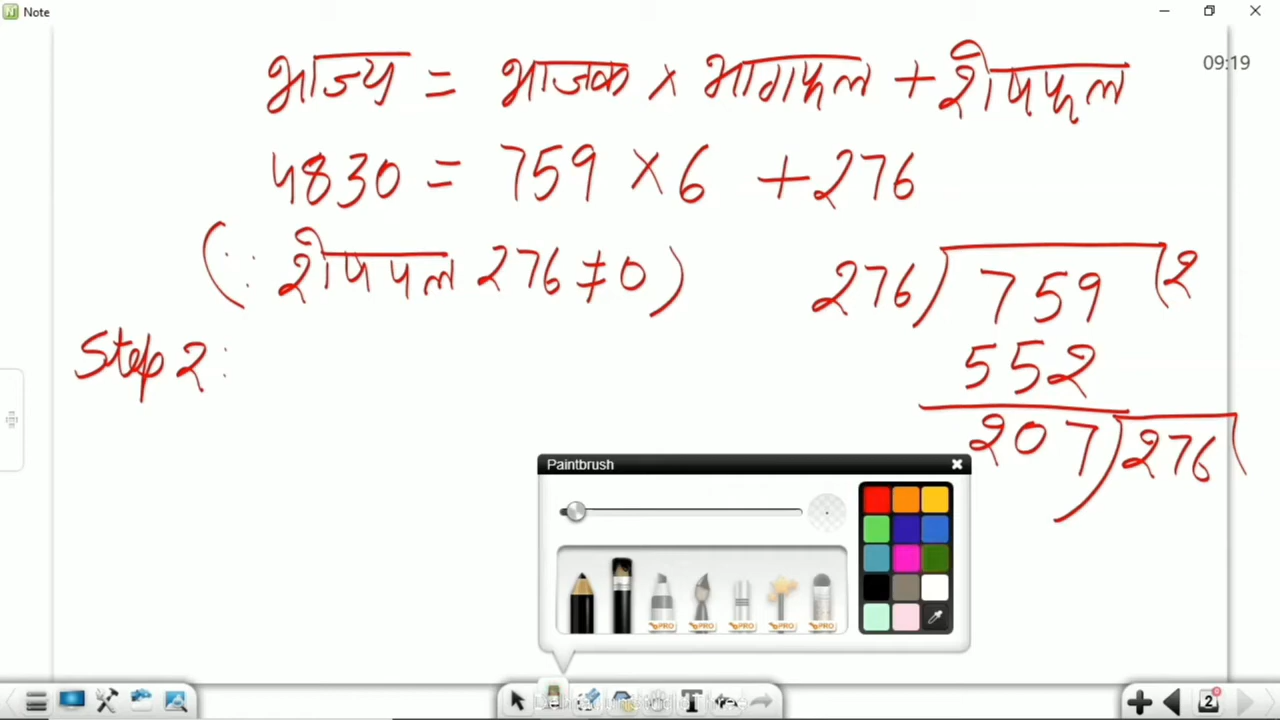 Note
09:19
भाज्य = भाजक × भागफल + शेषफल
4830 = 759 × 6 + 276
(∵ शेषफल 276 ≠ 0)
276) 759 (2
Step 2:
552
207) 276 (
Paintbrush
PRO PRO PRO PRO PRO
T
2